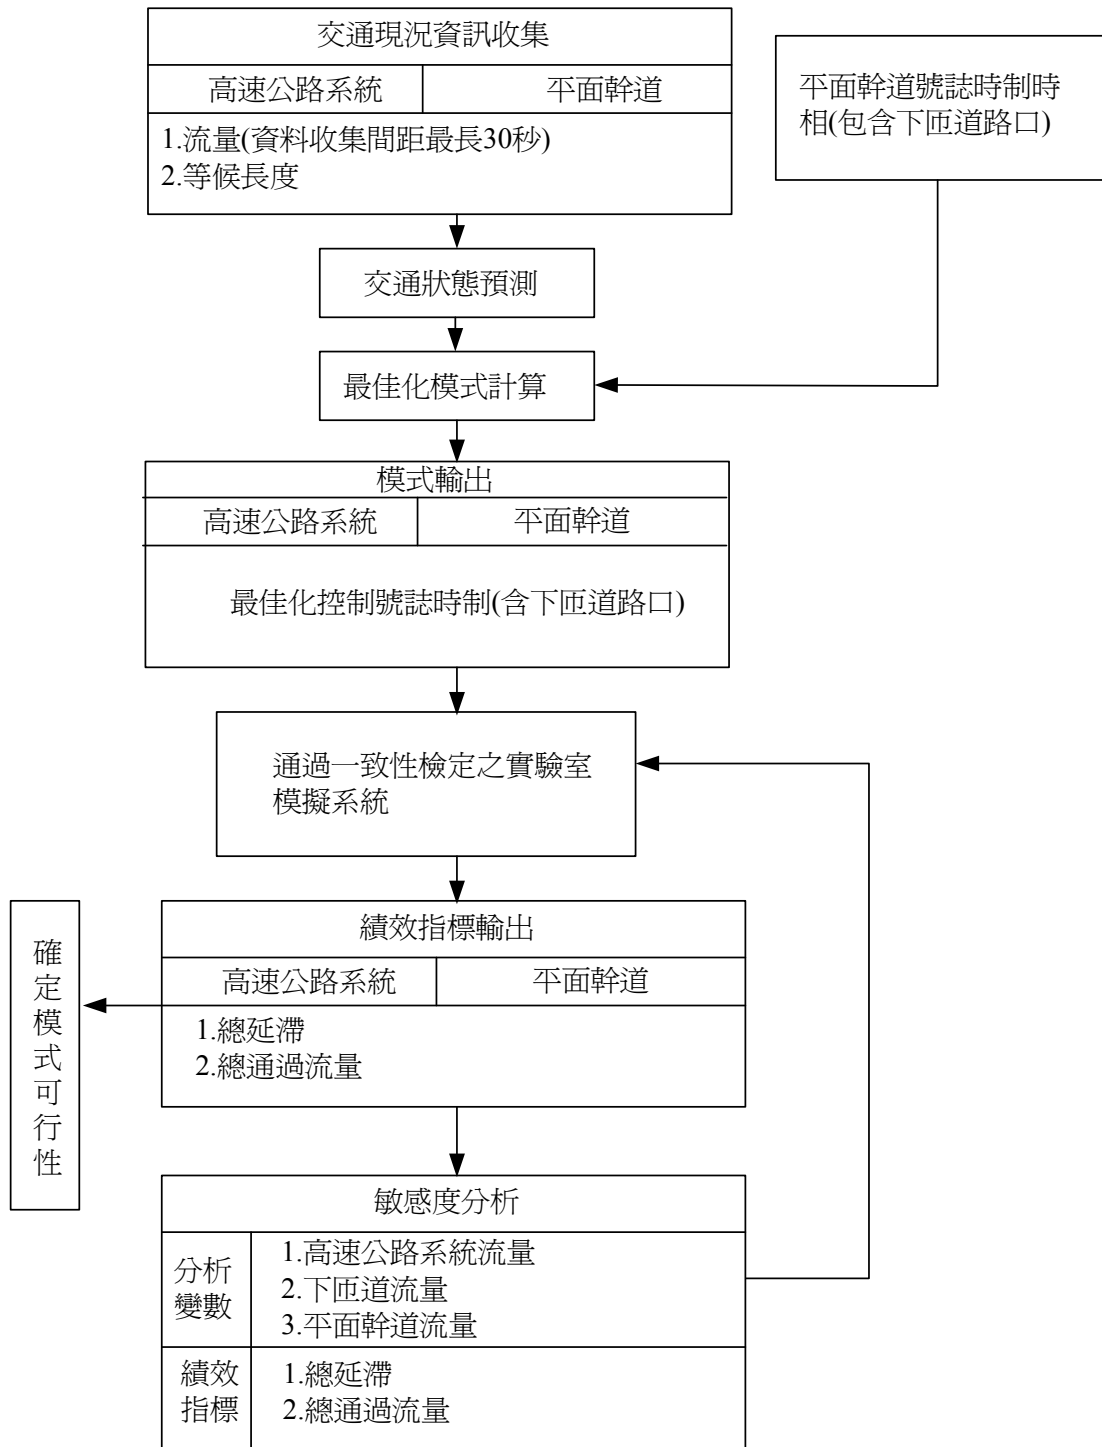 交通現況資訊收集
高速公路系統
平面幹道
1.流量(資料收集間距最長30秒)
2.等候長度
平面幹道號誌時制時
相(包含下匝道路口)
交通狀態預測
最佳化模式計算
模式輸出
高速公路系統
平面幹道
最佳化控制號誌時制(含下匝道路口)
通過一致性檢定之實驗室
模擬系統
績效指標輸出
高速公路系統
平面幹道
1.總延滯
2.總通過流量
確定模式可行性
敏感度分析
分析
變數
1.高速公路系統流量
2.下匝道流量
3.平面幹道流量
績效
指標
1.總延滯
2.總通過流量